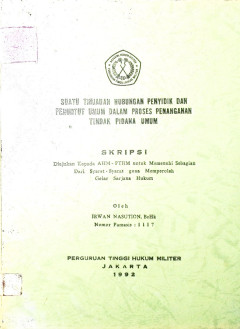 SUATU TINJAUAN HUBUNGAN PENYIDIK DAN
PENUNTUT UMUM DALAM PROSES PENANGANAN
TINDAK PIDANA UMUM
SKRIPSI
Diajukan Kepada AHM - PTHM untuk Memenuhi Sebagian
Dari Syarat - Syarat guna Memperoleh
Gelar Sarjana Hukum
Oleh
IRWAN NASUTION, SmHk
Nomor Pamasis : 1117
PERGURUAN TINGGI HUKUM MILITER
JAKARTA
1992